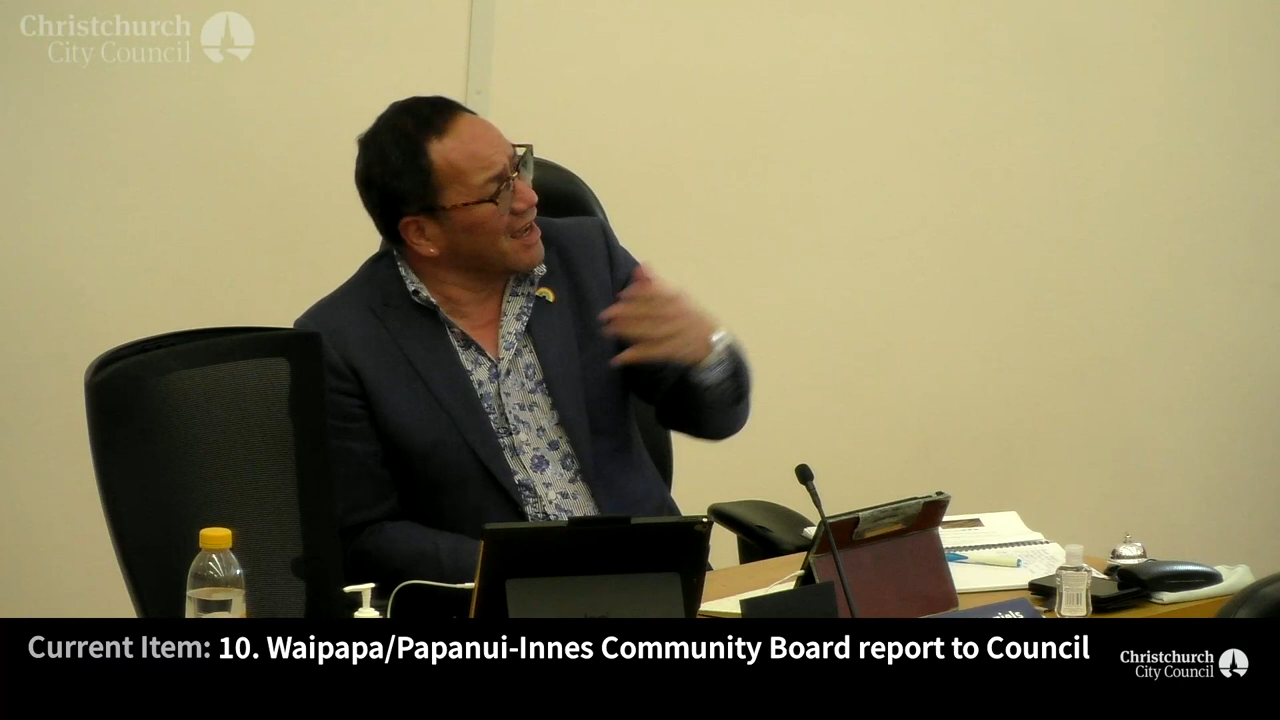 Christchurch
City Council
Current Item: 10. Waipapa/Papanui-Innes Community Board report to Council
Christchurch
City Council